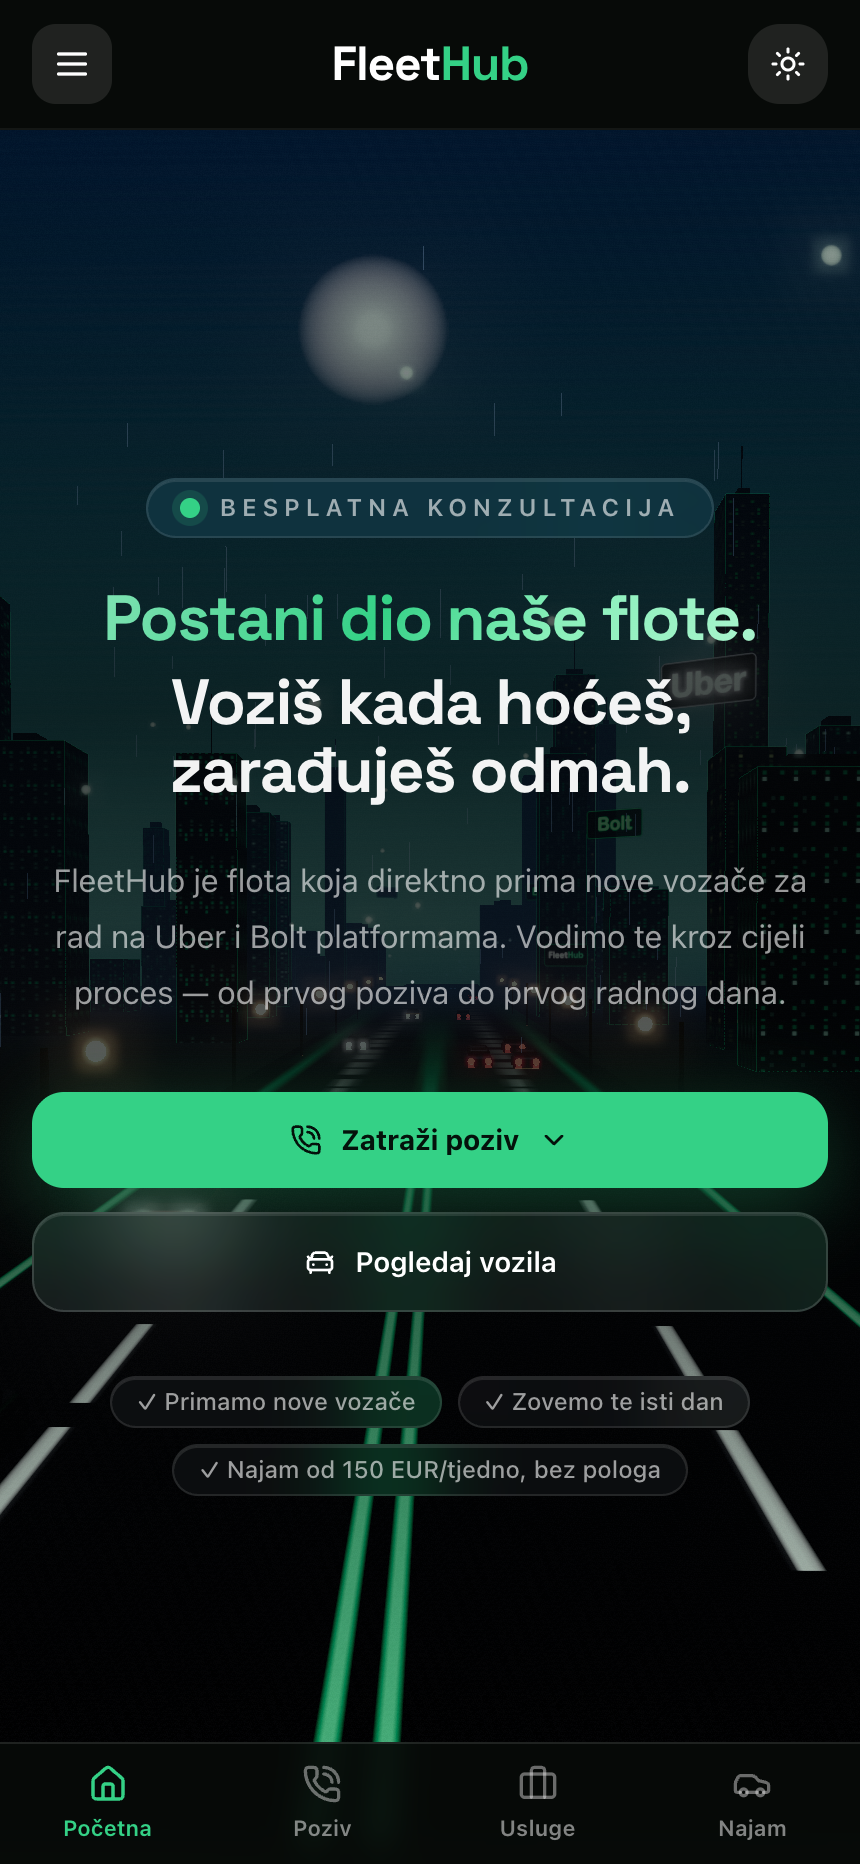 FleetHub
BESPLATNA KONZULTACIJA
Postani dio naše flote.
Uber
Voziš kada hoćeš,
zarađuješ odmah.
Bolt
FleetHub je flota koja direktno prima nove vozače za
rad na Uber i Bolt platformama. Vodimo te kroz cijeli
FleetHub
proces — od prvog poziva do prvog radnog dana.
Zatraži poziv
Pogledaj vozila
✓ Primamo nove vozače
✓ Zovemo te isti dan
✓ Najam od 150 EUR/tjedno, bez pologa
Početna
Poziv
Usluge
Najam